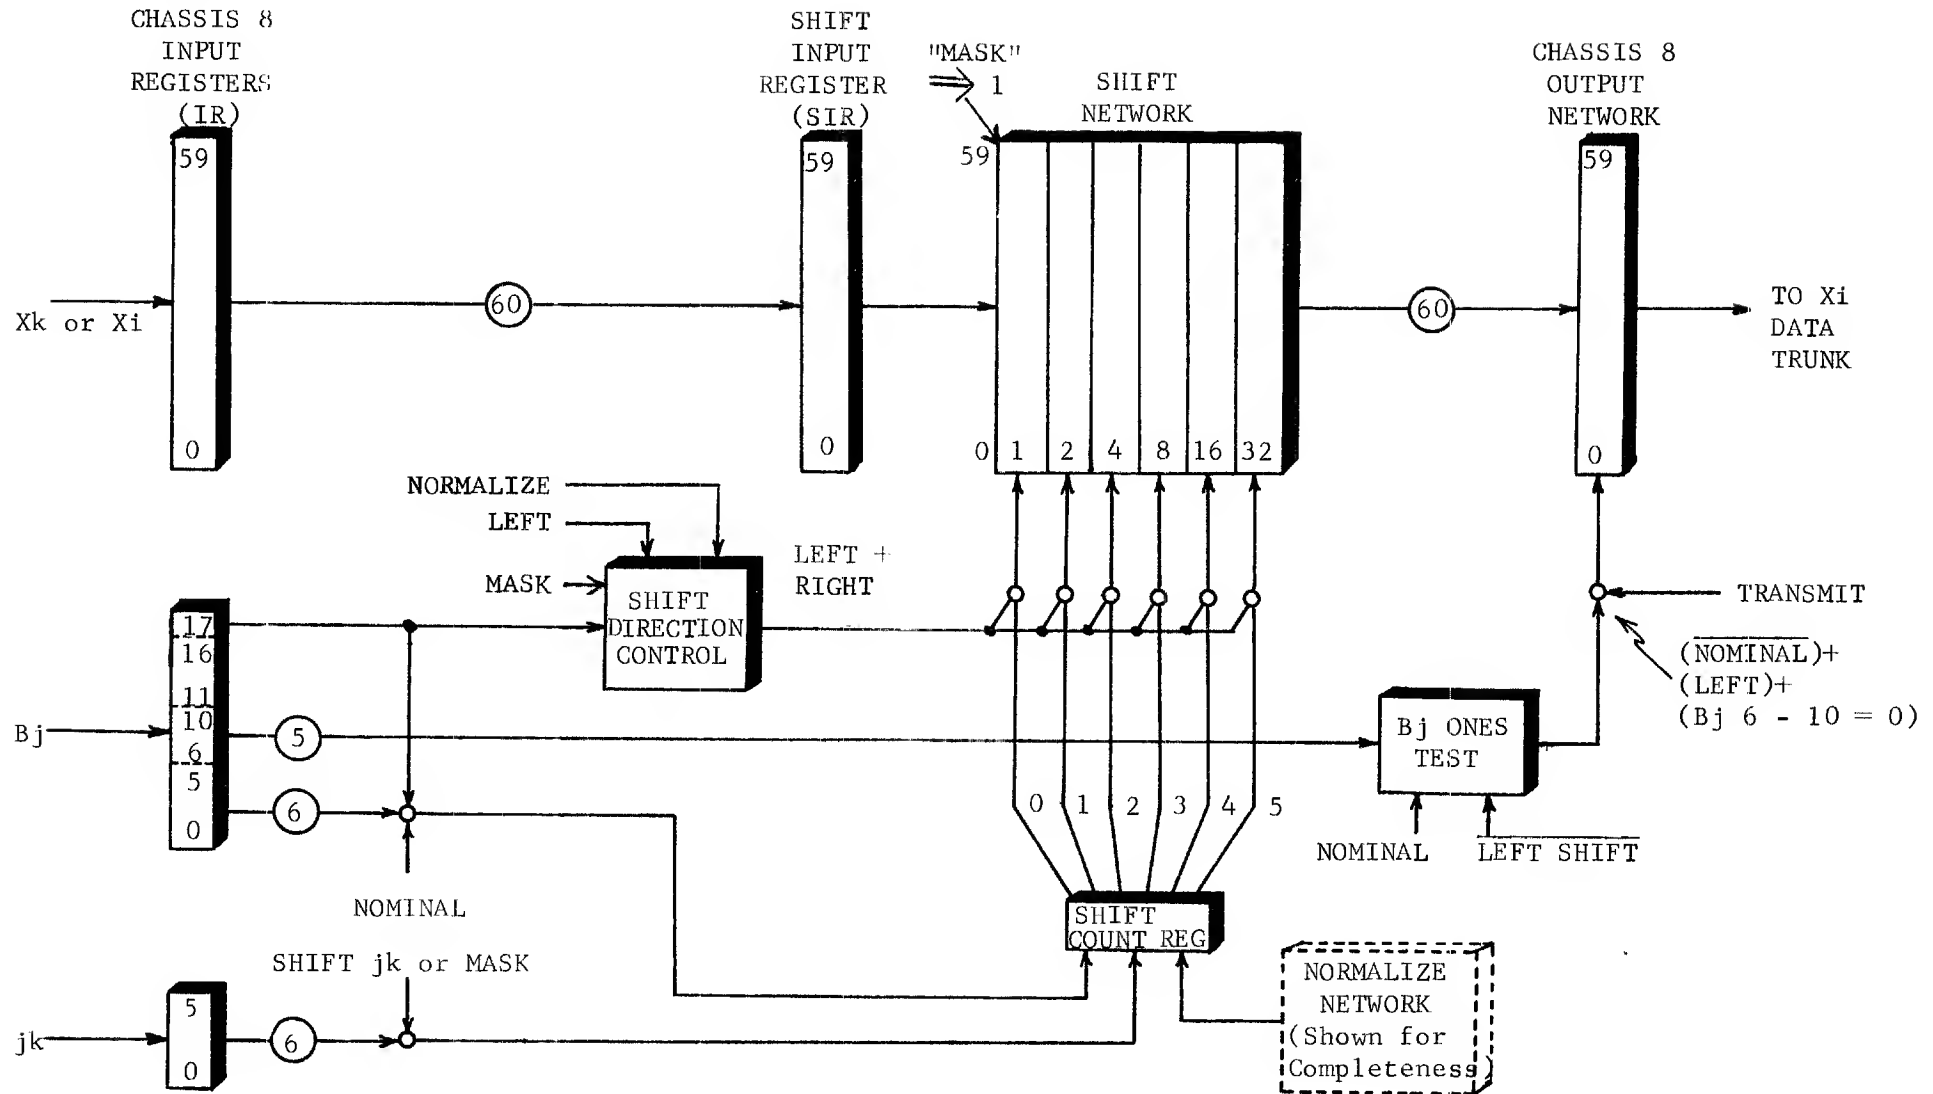 CHASSIS 8
INPUT
REGISTERS
(IR)
SHIFT
INPUT
REGISTER
(SIR)
"MASK"
⇒ 1
SHIFT
NETWORK
CHASSIS 8
OUTPUT
NETWORK
59
59
59
59
Xk or Xi
60
60
TO Xi
DATA
TRUNK
0
0
0 1 2 4 8 16 32
0
NORMALIZE
LEFT
MASK
SHIFT
DIRECTION
CONTROL
LEFT +
RIGHT
TRANSMIT
(N̅O̅M̅I̅N̅A̅L̅)+
(LEFT)+
(Bj 6 - 10 = 0)
Bj
17
16
11
10
6
5
0
5
6
Bj ONES
TEST
NOMINAL
L̅E̅F̅T̅ ̅S̅H̅I̅F̅T̅
0 1 2 3 4 5
NOMINAL
SHIFT jk or MASK
SHIFT
COUNT REG
jk
5
0
6
NORMALIZE
NETWORK
(Shown for
Completeness)